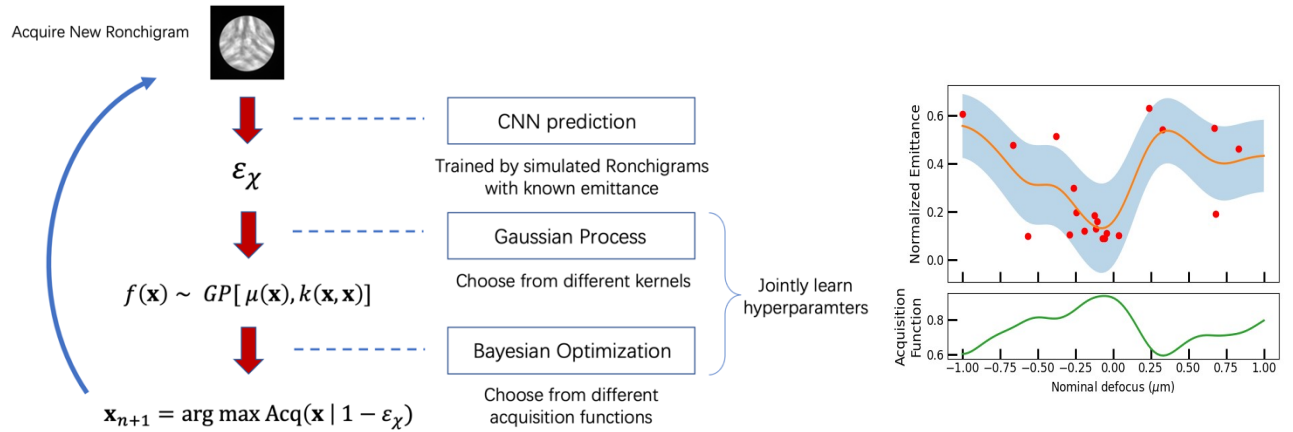 Acquire New Ronchigram
CNN prediction
Trained by simulated Ronchigrams
with known emittance
εχ
Gaussian Process
Choose from different kernels
f(x) ~ GP[ μ(x), k(x, x)]
Jointly learn
hyperparamters
Bayesian Optimization
Choose from different
acquisition functions
xn+1 = arg max Acq(x | 1 − εχ)
Normalized Emittance
0.6
0.4
0.2
0.0
Acquisition
Function
0.8
0.6
−1.00 −0.75 −0.50 −0.25 0.00 0.25 0.50 0.75 1.00
Nominal defocus (μm)